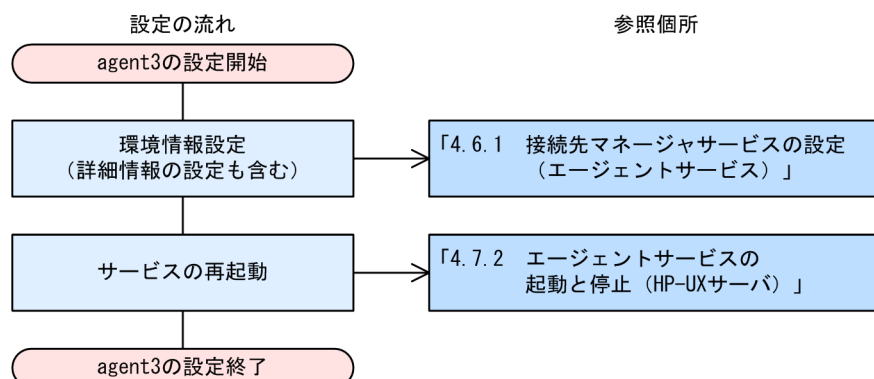 設定の流れ
参照個所
agent3の設定開始
環境情報設定
（詳細情報の設定も含む）
「4.6.1 接続先マネージャサービスの設定
（エージェントサービス）」
サービスの再起動
「4.7.2 エージェントサービスの
起動と停止（HP-UXサーバ）」
agent3の設定終了